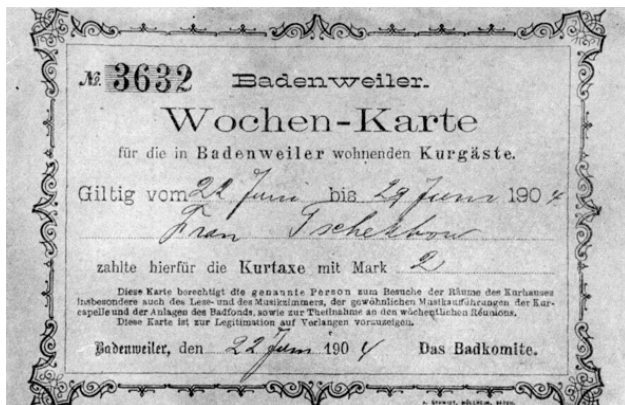 № 3632 Badenweiler.
Wochen-Karte
für die in Badenweiler wohnenden Kurgäste.
Giltig vom 22 Juni bis 29 Juni 1904
Frau Tschekhow
zahlte hierfür die Kurtaxe mit Mark 2
Diese Karte berechtigt die genannte Person zum Besuche der Räume des Kurhauses
insbesondere auch des Lese- und des Musikzimmers, der gewöhnlichen Musikaufführungen der Kur-
capelle und der Anlagen des Badfonds, sowie zur Theilnahme an den wöchentlichen Réunions.
Diese Karte ist zur Legitimation auf Verlangen vorzuzeigen.
Badenweiler, den 22 Juni 1904 Das Badkomite.